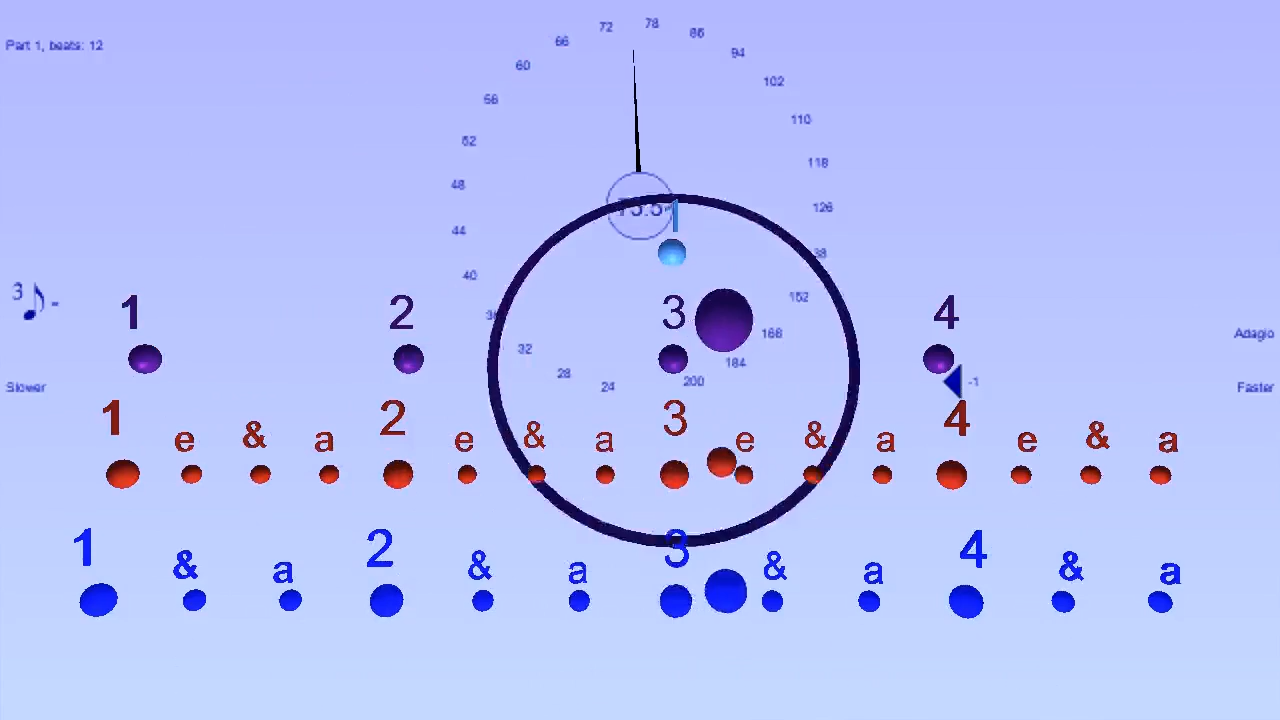 72 78
66 86
Part 1, beats: 12
60 94
102
56
110
52
118
48
126
1
44
40
3
152
1 2 3 4
168
Adagio
32
184
28 200 -1
Slower 24 Faster
1 e & a 2 e & a 3 e & a 4 e & a
1 & a 2 & a 3 & a 4 & a